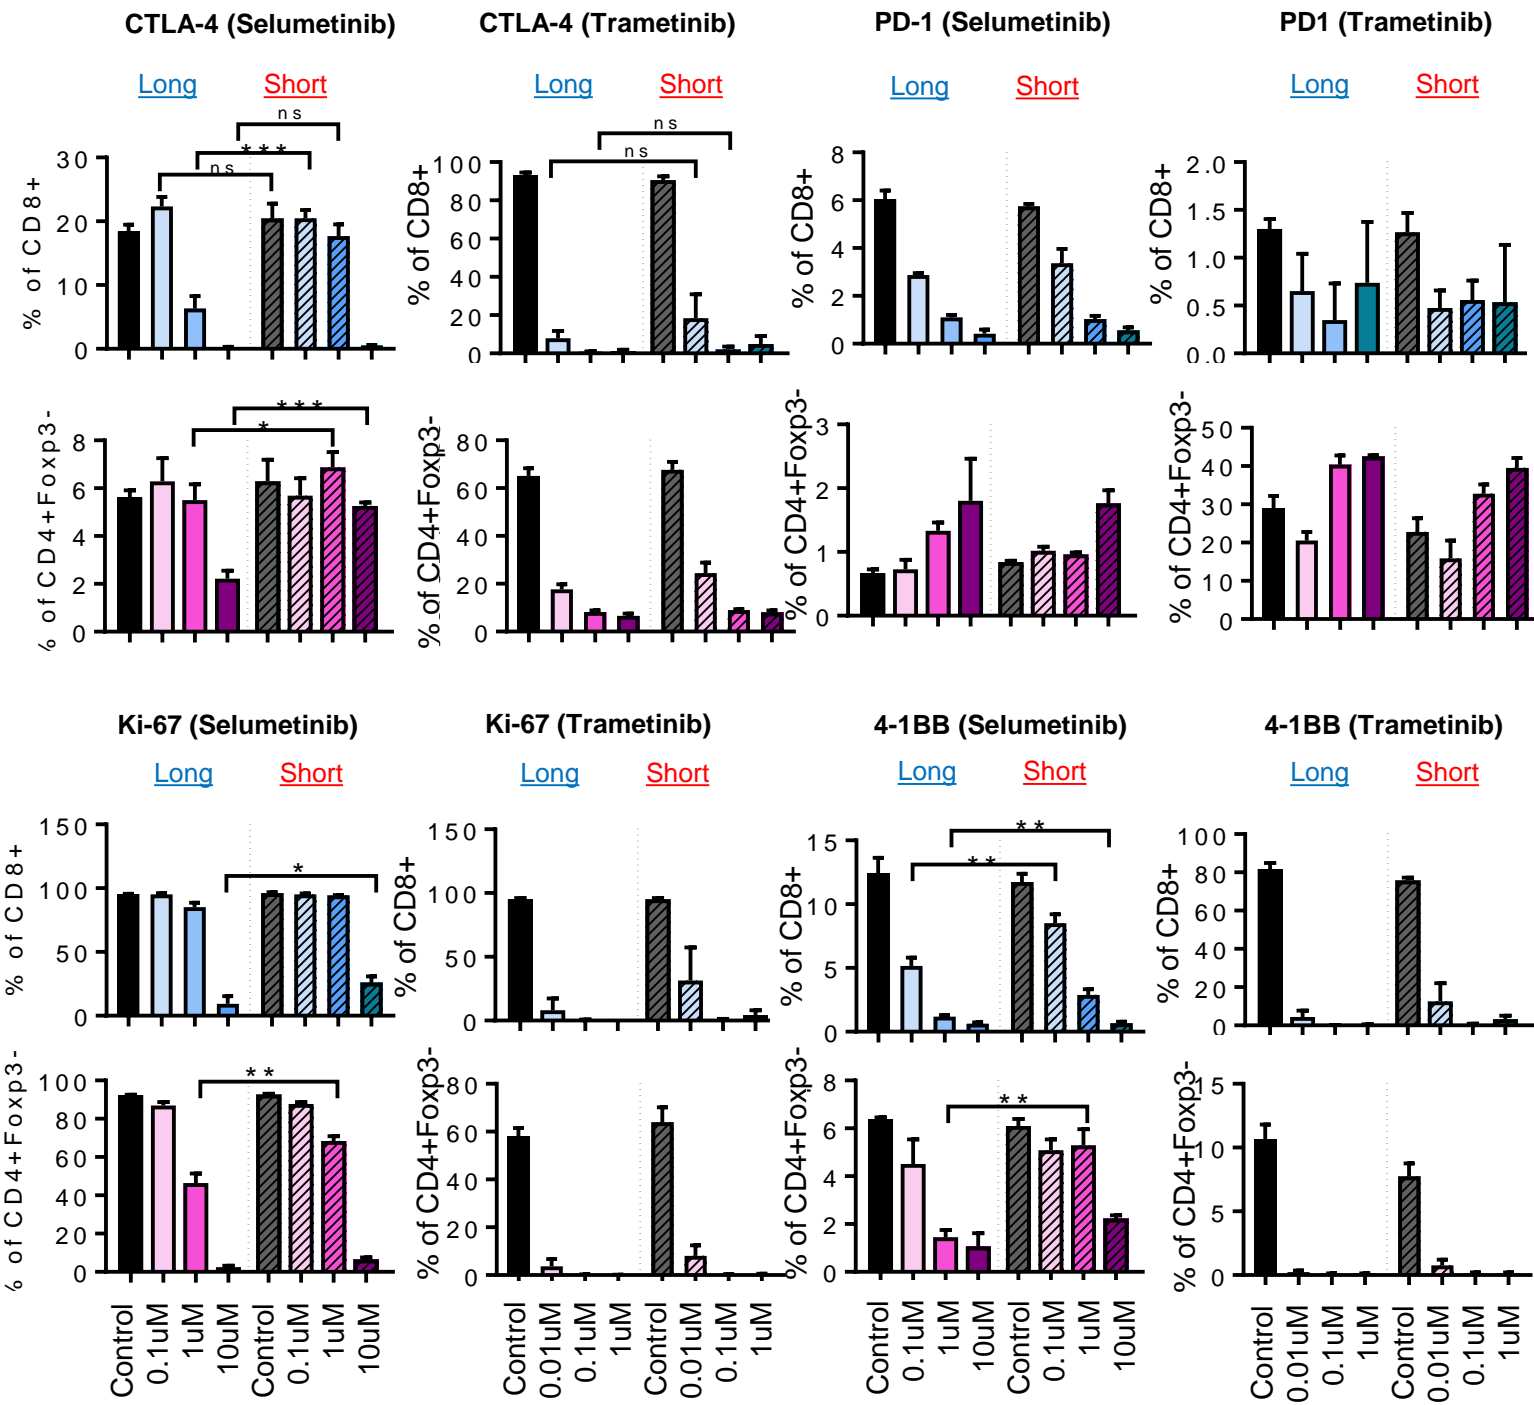 CTLA-4 (Selumetinib)
CTLA-4 (Trametinib)
PD-1 (Selumetinib)
PD1 (Trametinib)
Long
Short
Long
Short
Long
Short
Long
Short
ns
***
ns
30
20
10
0
% of CD8+
ns
ns
100
80
60
40
20
0
% of CD8+
8
6
4
2
0
% of CD8+
2.0
1.5
1.0
0.5
0.0
% of CD8+
***
*
8
6
4
2
0
% of CD4+Foxp3-
80
60
40
20
0
% of CD4+Foxp3-
3
2
1
0
% of CD4+Foxp3-
50
40
30
20
10
0
% of CD4+Foxp3-
Ki-67 (Selumetinib)
Ki-67 (Trametinib)
4-1BB (Selumetinib)
4-1BB (Trametinib)
Long
Short
Long
Short
Long
Short
Long
Short
*
150
100
50
0
% of CD8+
150
100
50
0
% of CD8+
**
**
15
10
5
0
% of CD8+
100
80
60
40
20
0
% of CD8+
**
100
80
60
40
20
0
% of CD4+Foxp3-
80
60
40
20
0
% of CD4+Foxp3-
**
8
6
4
2
0
% of CD4+Foxp3-
15
10
5
0
% of CD4+Foxp3-
Control
0.1uM
1uM
10uM
Control
0.1uM
1uM
10uM
Control
0.01uM
0.1uM
1uM
Control
0.01uM
0.1uM
1uM
Control
0.1uM
1uM
10uM
Control
0.1uM
1uM
10uM
Control
0.01uM
0.1uM
1uM
Control
0.01uM
0.1uM
1uM